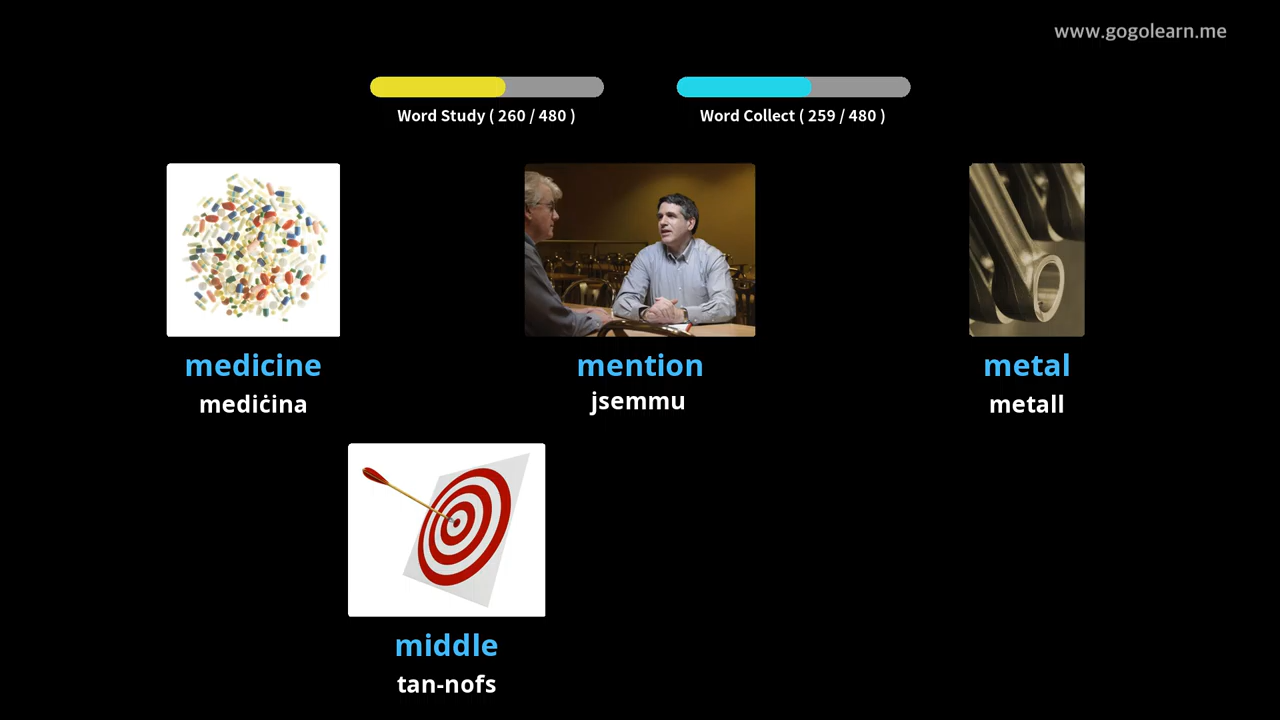 www.gogolearn.me
Word Study ( 260 / 480 )
Word Collect ( 259 / 480 )
medicine
mediċina
mention
jsemmu
metal
metall
middle
tan-nofs